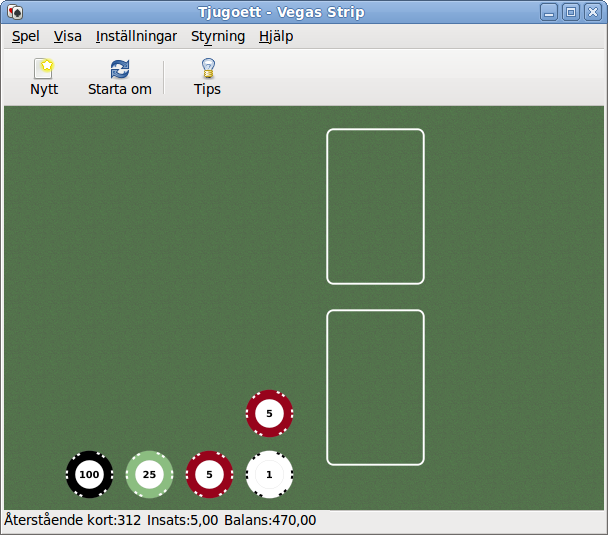 Tjugoett - Vegas Strip
Spel Visa Inställningar Styrning Hjälp
Nytt Starta om Tips
5
100 25 5 1
Återstående kort:312 Insats:5,00 Balans:470,00